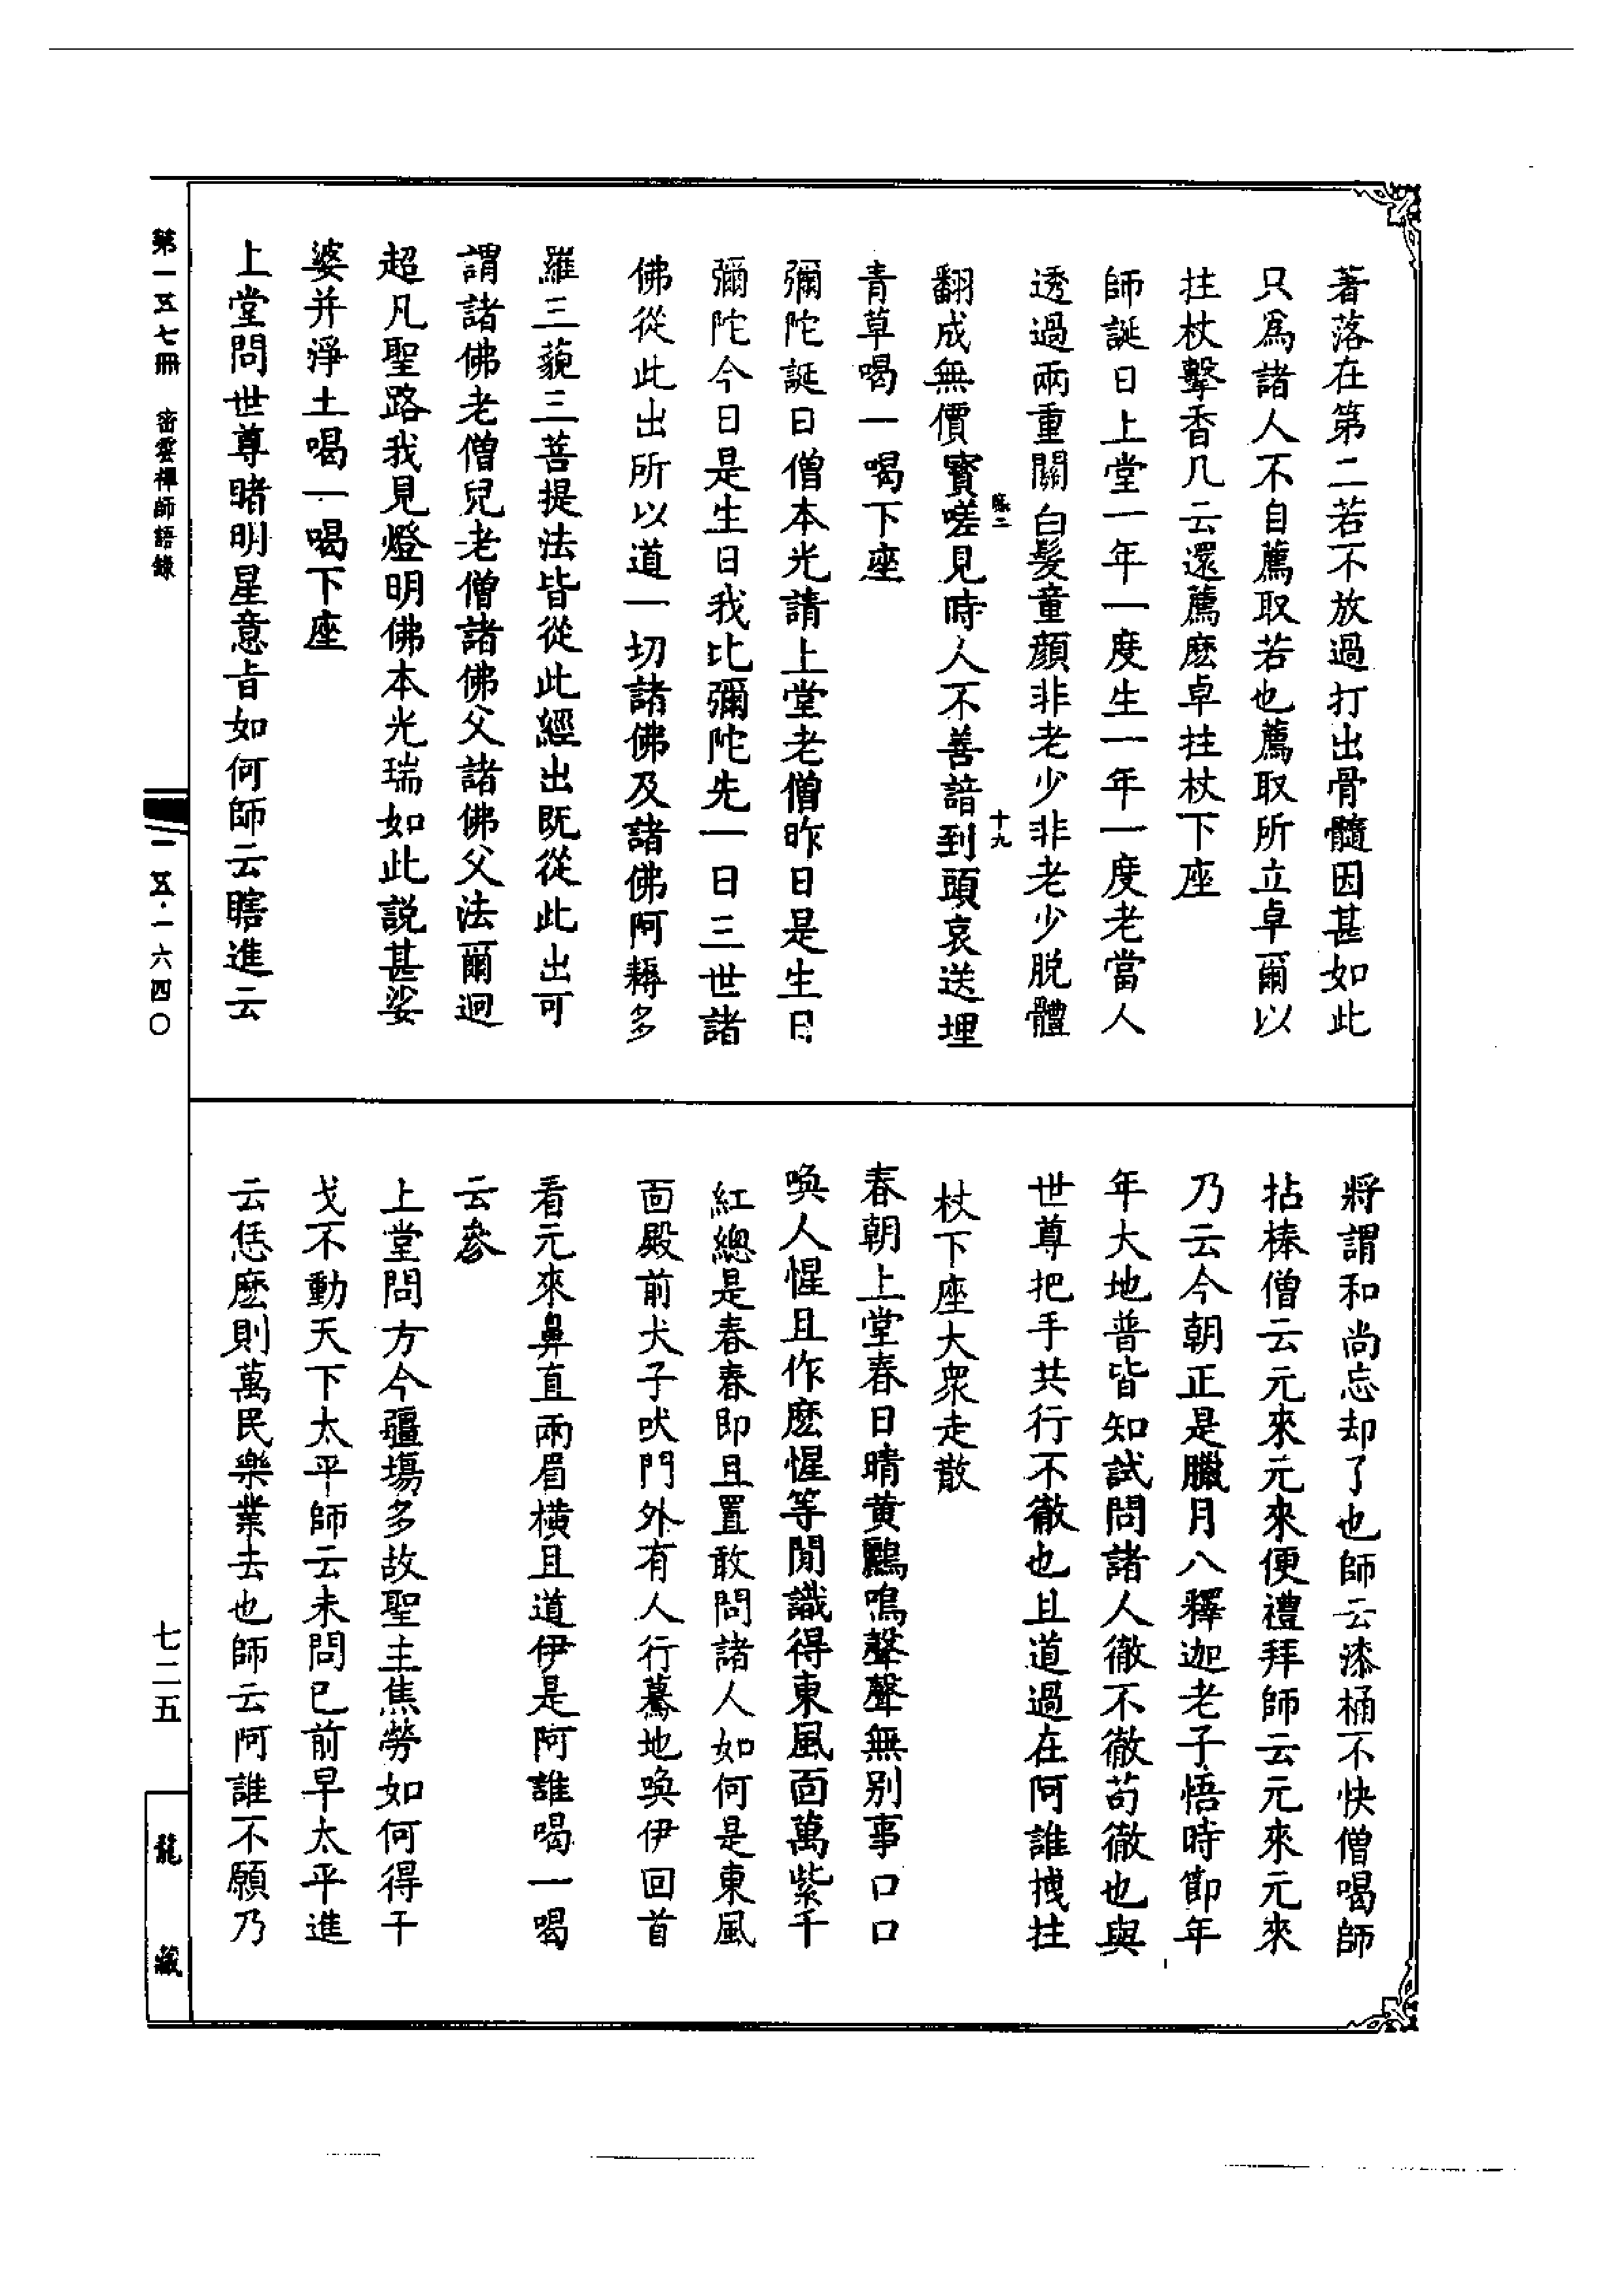 著落在第二若不放過打出骨髓因甚如此
只爲諸人不自薦取若也薦取所立卓爾以
拄杖擊香几云還薦麽卓拄杖下座
師誕日上堂一年一度生一年一度老當人
透過兩重關白髮童顏非老少非老少脱體
十九
翻成無價寳嗟見時人不善諳到頭哀送埋
青草喝一喝下座
彌陀誕日僧本光請上堂老僧昨日是生日
彌陀今日是生日我比彌陀先一日三世諸
佛從此出所以道一切諸佛及諸佛阿耨多
羅三藐三菩提法皆從此經出既從此出可
謂諸佛老僧兒老僧諸佛父諸佛父法爾迥
超凡聖路我見燈明佛本光瑞如此説甚娑
婆并淨土喝一喝下座
上堂問世尊睹明星意旨如何師云瞎進云
將謂和尚忘却了也師云漆桶不快僧喝師
拈棒僧云元來元來便禮拜師云元來元來
乃云今朝正是臘月八釋迦老子悟時節年
年大地普皆知試問諸人徹不徹苟徹也與
世尊把手共行不徹也且道過在阿誰拽拄
杖下座大衆走散
春朝上堂春日晴黄鸝鳴聲聲無别事口口
喚人惺且作麽惺等閒識得東風面萬紫千
紅總是春春即且置敢問諸人如何是東風
面殿前犬子吠門外有人行驀地喚伊回首
看元來鼻直兩眉横且道伊是阿誰喝一喝
云參
上堂問方今疆塲多故聖主焦勞如何得干
戈不動天下太平師云未問已前早太平進
云恁麽則萬民樂業去也師云阿誰不願乃
第一五七冊 密雲禪師語錄
一五·一六四〇
七二五
龍藏